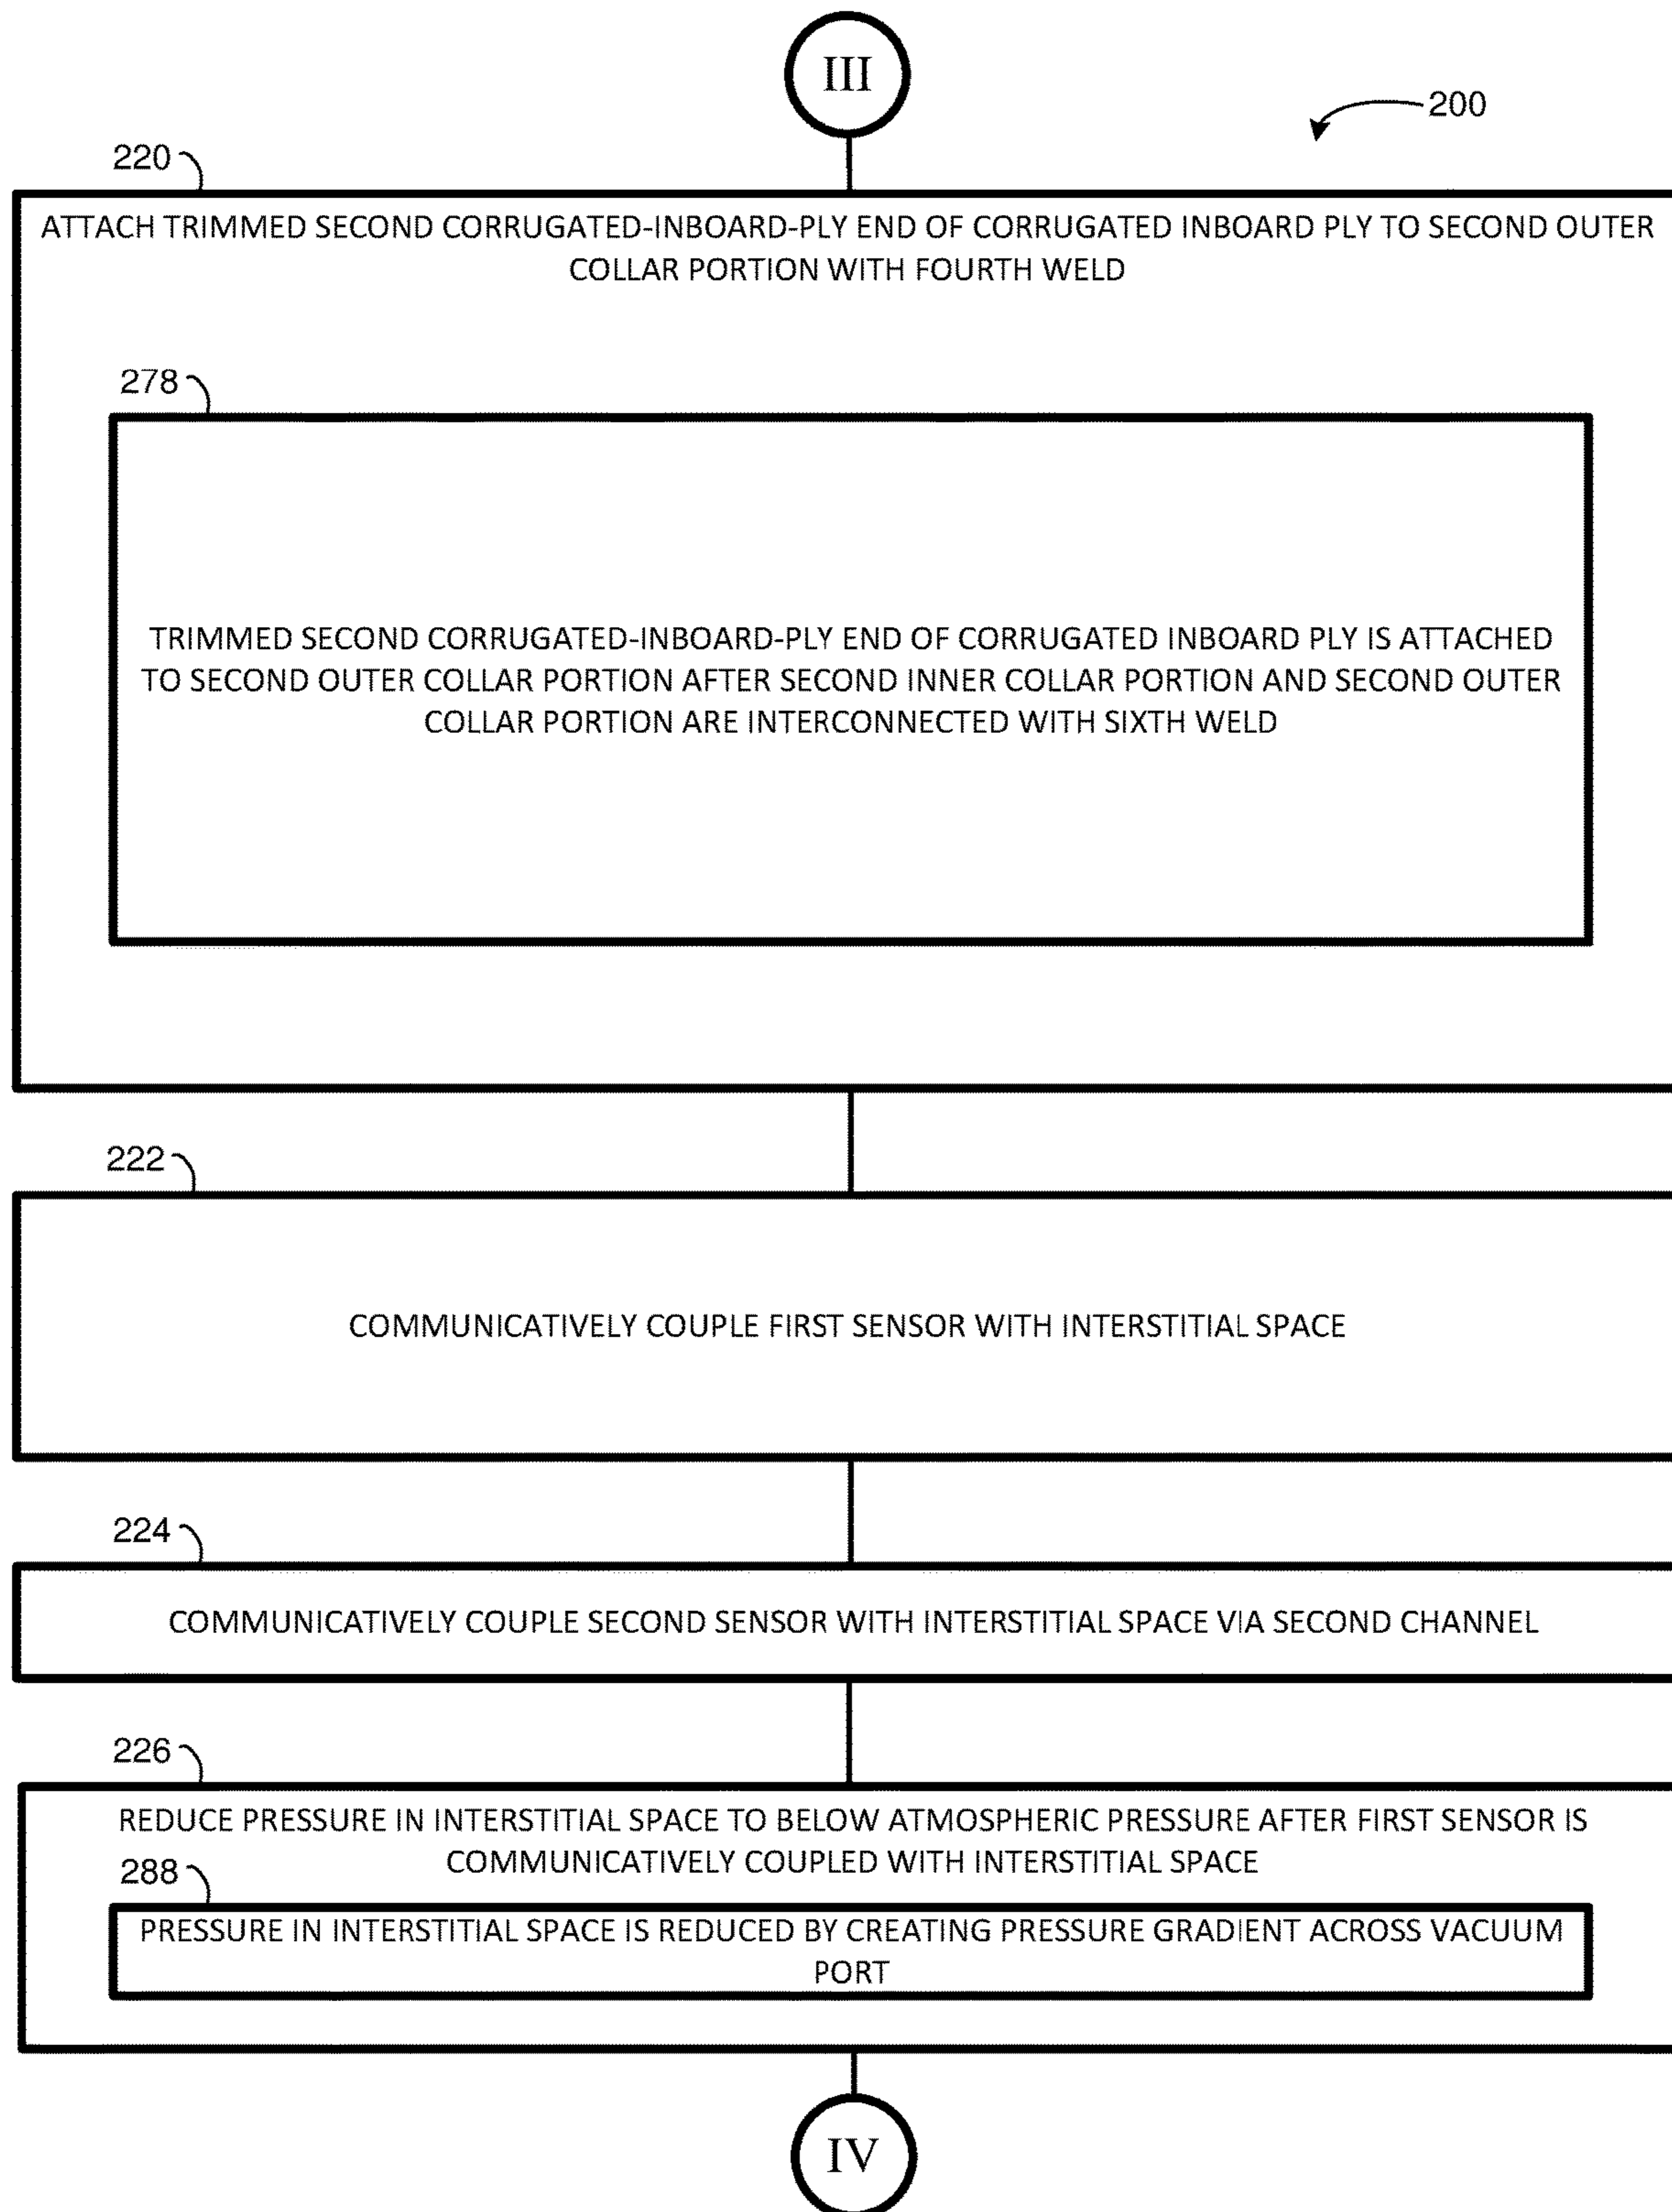 III
200
220
ATTACH TRIMMED SECOND CORRUGATED-INBOARD-PLY END OF CORRUGATED INBOARD PLY TO SECOND OUTER
COLLAR PORTION WITH FOURTH WELD
278
TRIMMED SECOND CORRUGATED-INBOARD-PLY END OF CORRUGATED INBOARD PLY IS ATTACHED
TO SECOND OUTER COLLAR PORTION AFTER SECOND INNER COLLAR PORTION AND SECOND OUTER
COLLAR PORTION ARE INTERCONNECTED WITH SIXTH WELD
222
COMMUNICATIVELY COUPLE FIRST SENSOR WITH INTERSTITIAL SPACE
224
COMMUNICATIVELY COUPLE SECOND SENSOR WITH INTERSTITIAL SPACE VIA SECOND CHANNEL
226
REDUCE PRESSURE IN INTERSTITIAL SPACE TO BELOW ATMOSPHERIC PRESSURE AFTER FIRST SENSOR IS
COMMUNICATIVELY COUPLED WITH INTERSTITIAL SPACE
288
PRESSURE IN INTERSTITIAL SPACE IS REDUCED BY CREATING PRESSURE GRADIENT ACROSS VACUUM
PORT
IV